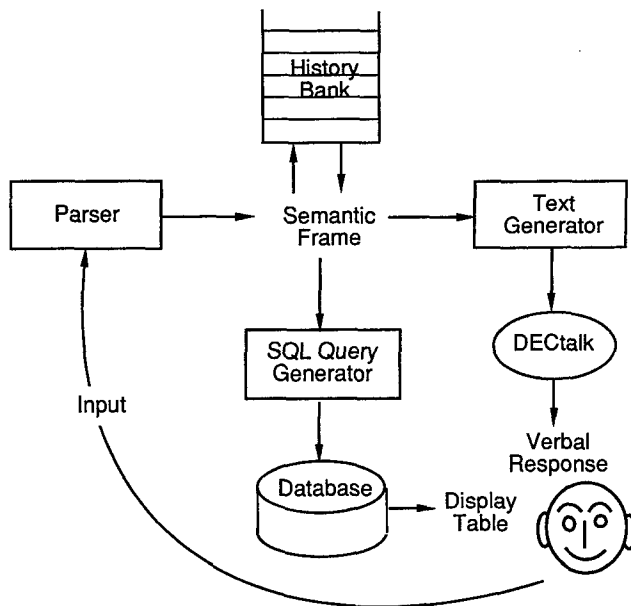 History
Bank
Parser
Semantic
Frame
Text
Generator
SQL Query
Generator
DECtalk
Input
Verbal
Response
Database
Display
Table